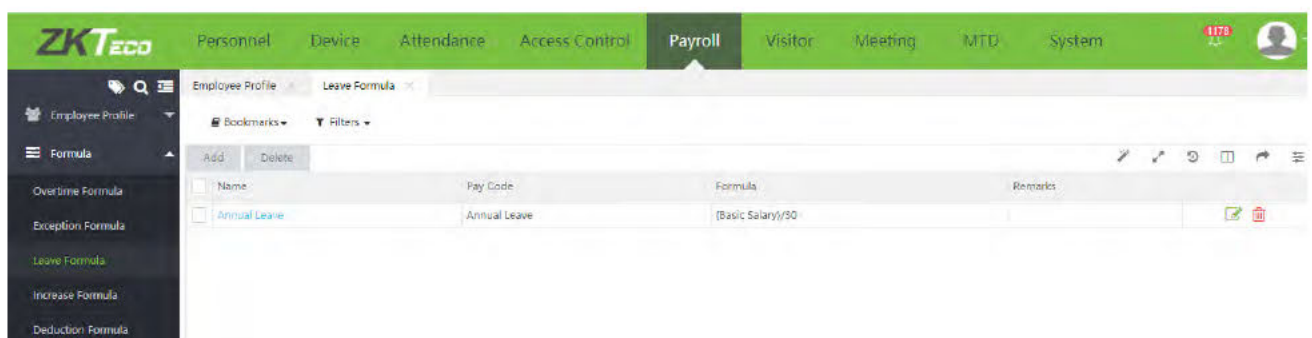 ZKTECO Personnel Device Attendance Access Control Payroll Visitor Meeting MTD System 1178
Employee Profile Leave Formula
Employee Profile
Bookmarks Filters
Formula
Add Delete
Name Pay Code Formula Remarks
Overtime Formula
Annual Leave Annual Leave {Basic Salary}/30
Exception Formula
Leave Formula
Increase Formula
Deduction Formula